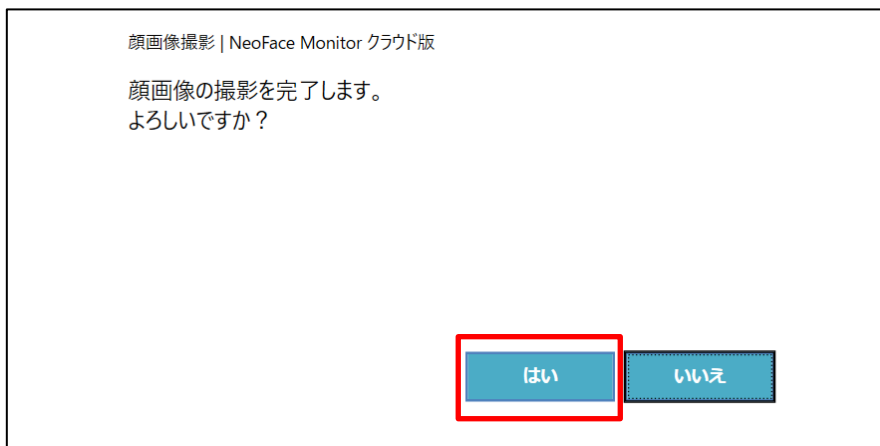 顔画像撮影 | NeoFace Monitor クラウド版
顔画像の撮影を完了します。
よろしいですか？
はい
いいえ